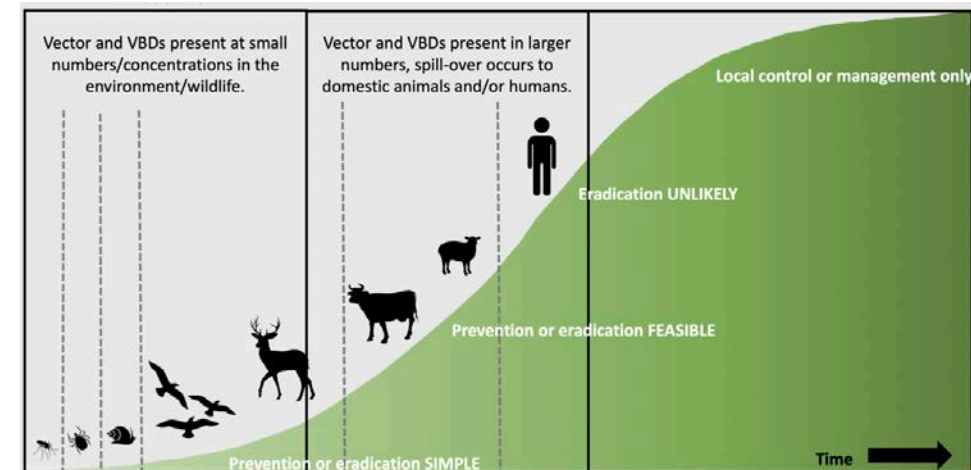 Vector and VBDs present at small
numbers/concentrations in the
environment/wildlife.
Vector and VBDs present in larger
numbers, spill-over occurs to
domestic animals and/or humans.
Local control or management only
Eradication UNLIKELY
Prevention or eradication FEASIBLE
Prevention or eradication SIMPLE
Time